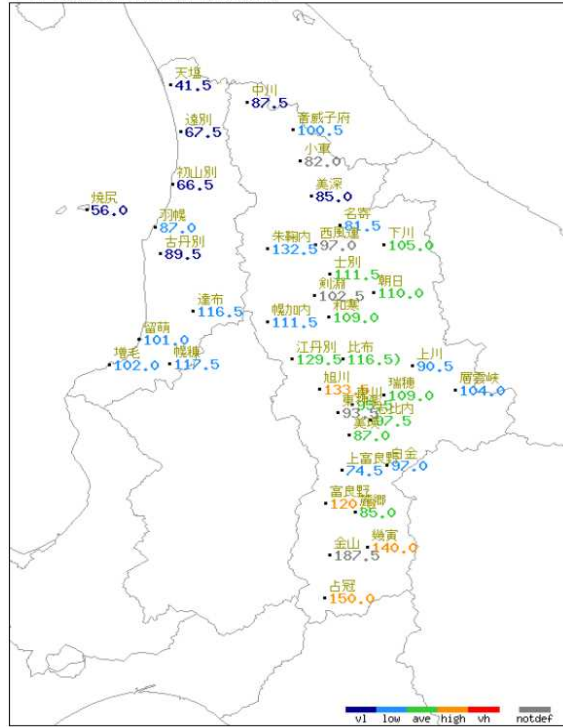 天塩
41.5
中川
87.5
音威子府
100.5
遠別
67.5
小車
82.0
初山別
66.5
美深
85.0
焼尻
56.0
羽幌
87.0
名寄
81.5
朱鞠内
132.5
西風連
97.0
下川
105.0
古丹別
89.5
士別
111.5
剣淵
102.5
朝日
110.0
達布
116.5
幌加内
111.5
和寒
109.0
留萌
101.0
増毛
102.0
幌糠
117.5
江丹別
129.5
比布
116.5)
上川
90.5
旭川
133.5
瑞穂
109.0
層雲峡
104.0
93.5
97.5
美瑛
87.0
上富良野
74.5
白金
97.0
富良野
120
麓郷
85.0
金山
187.5
幾寅
140.0
占冠
150.0
vl low ave high vh notdef